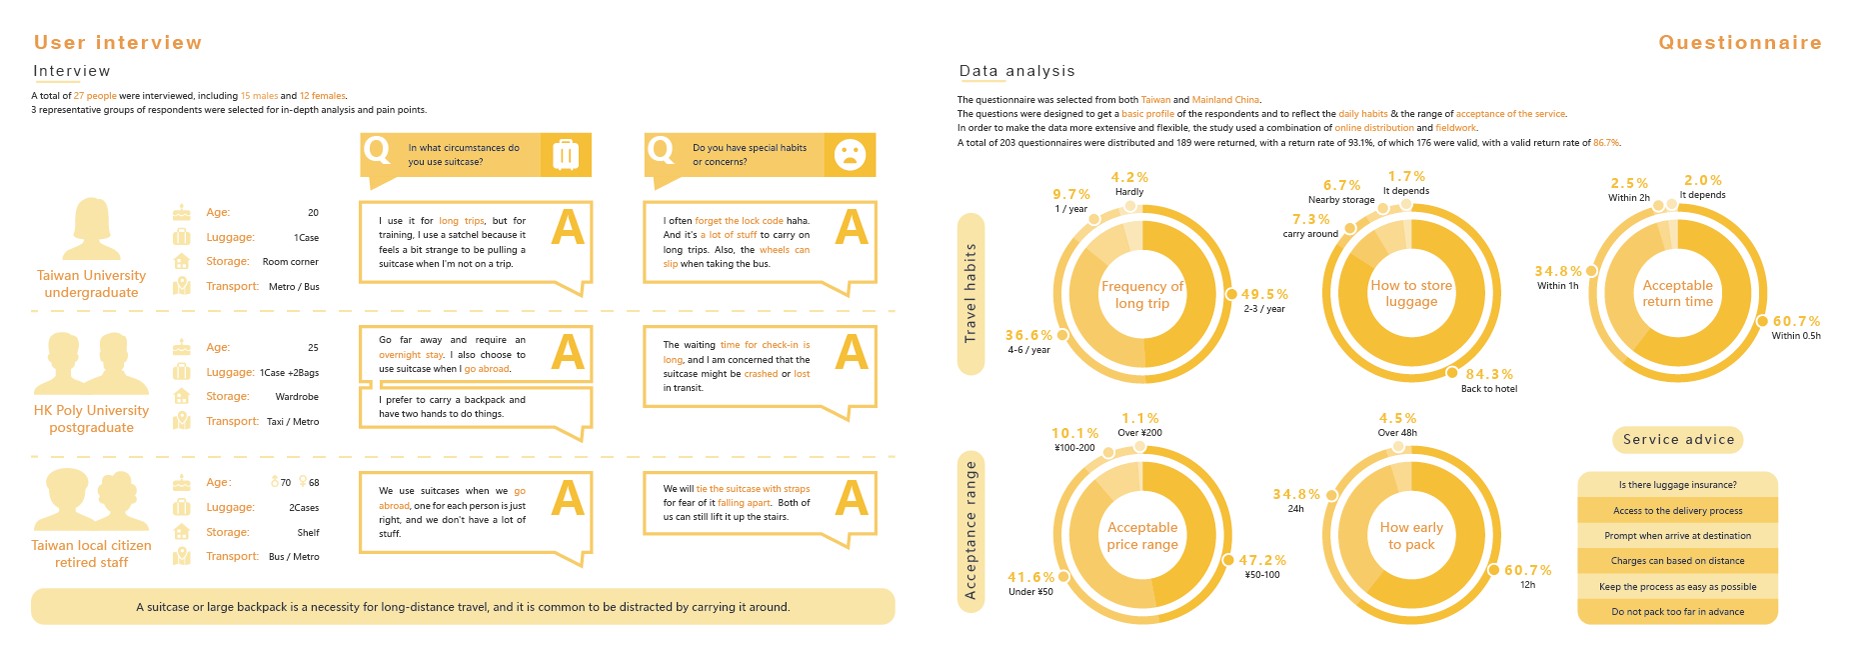 User interview
Interview
A total of 27 people were interviewed, including 15 males and 12 females.
3 representative groups of respondents were selected for in-depth analysis and pain points.
Q
In what circumstances do
you use suitcase?
Q
Do you have special habits
or concerns?
Taiwan University
undergraduate
Age: 20
Luggage: 1Case
Storage: Room corner
Transport: Metro / Bus
I use it for long trips, but for
training, I use a satchel because it
feels a bit strange to be pulling a
suitcase when I'm not on a trip.
A
I often forget the lock code haha.
And it's a lot of stuff to carry on
long trips. Also, the wheels can
slip when taking the bus.
A
HK Poly University
postgraduate
Age: 25
Luggage: 1Case +2Bags
Storage: Wardrobe
Transport: Taxi / Metro
Go far away and require an
overnight stay. I also choose to
use suitcase when I go abroad.
A
I prefer to carry a backpack and
have two hands to do things.
The waiting time for check-in is
long, and I am concerned that the
suitcase might be crashed or lost
in transit.
A
Taiwan local citizen
retired staff
Age: 70 68
Luggage: 2Cases
Storage: Shelf
Transport: Bus / Metro
We use suitcases when we go
abroad, one for each person is just
right, and we don't have a lot of
stuff.
A
We will tie the suitcase with straps
for fear of it falling apart. Both of
us can still lift it up the stairs.
A
A suitcase or large backpack is a necessity for long-distance travel, and it is common to be distracted by carrying it around.
Questionnaire
Data analysis
The questionnaire was selected from both Taiwan and Mainland China.
The questions were designed to get a basic profile of the respondents and to reflect the daily habits & the range of acceptance of the service.
In order to make the data more extensive and flexible, the study used a combination of online distribution and fieldwork.
A total of 203 questionnaires were distributed and 189 were returned, with a return rate of 93.1%, of which 176 were valid, with a valid return rate of 86.7%.
Travel habits
Frequency of
long trip
4.2%
Hardly
9.7%
1 / year
49.5%
2-3 / year
36.6%
4-6 / year
How to store
luggage
1.7%
It depends
6.7%
Nearby storage
7.3%
carry around
84.3%
Back to hotel
Acceptable
return time
2.5%
Within 2h
2.0%
It depends
34.8%
Within 1h
60.7%
Within 0.5h
Acceptance range
Acceptable
price range
1.1%
Over ¥200
10.1%
¥100-200
47.2%
¥50-100
41.6%
Under ¥50
How early
to pack
4.5%
Over 48h
34.8%
24h
60.7%
12h
Service advice
Is there luggage insurance?
Access to the delivery process
Prompt when arrive at destination
Charges can based on distance
Keep the process as easy as possible
Do not pack too far in advance